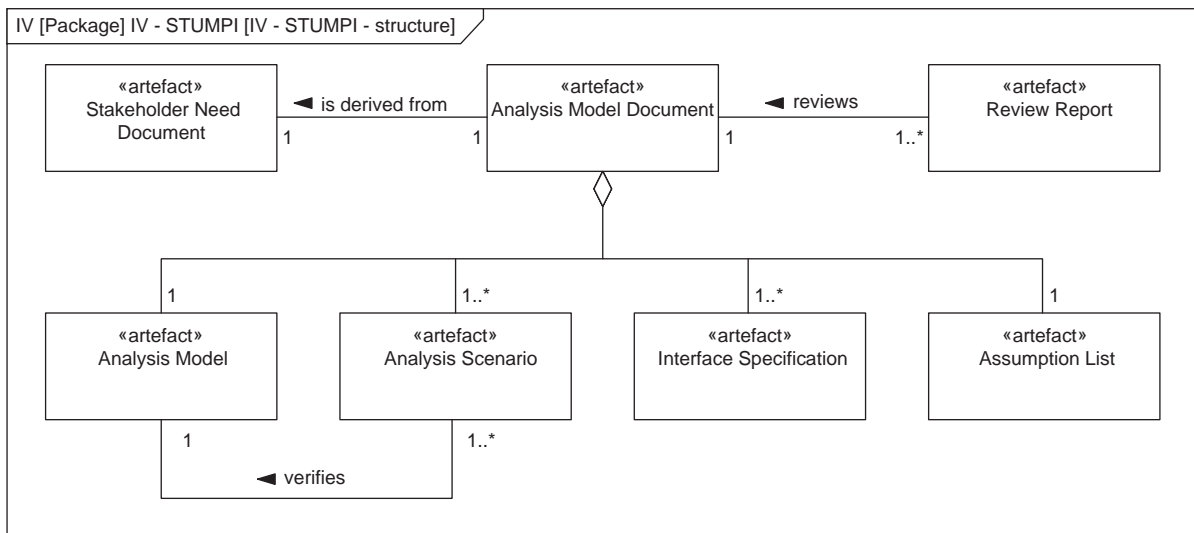 IV [Package] IV - STUMPI [IV - STUMPI - structure]
«artefact»
Stakeholder Need
Document
◄ is derived from
1
1
«artefact»
Analysis Model Document
◄ reviews
1
1..*
«artefact»
Review Report
1
1..*
1..*
1
«artefact»
Analysis Model
«artefact»
Analysis Scenario
«artefact»
Interface Specification
«artefact»
Assumption List
1
1..*
◄ verifies